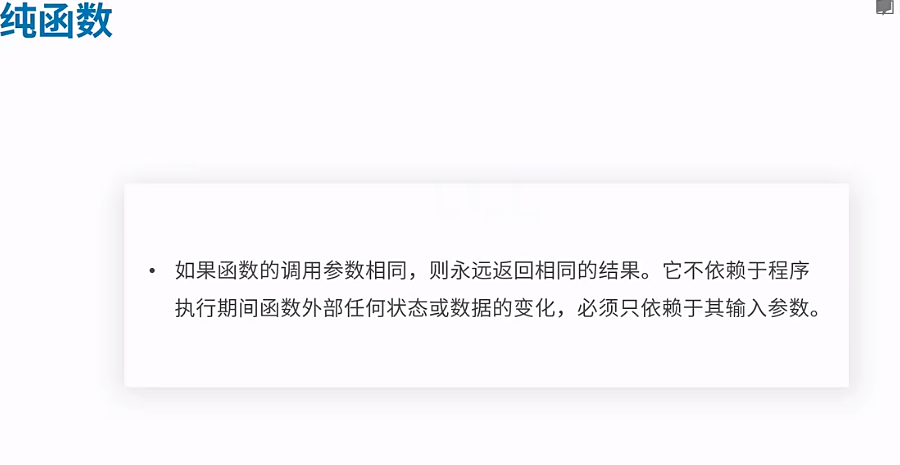 纯函数
• 如果函数的调用参数相同，则永远返回相同的结果。它不依赖于程序
执行期间函数外部任何状态或数据的变化，必须只依赖于其输入参数。